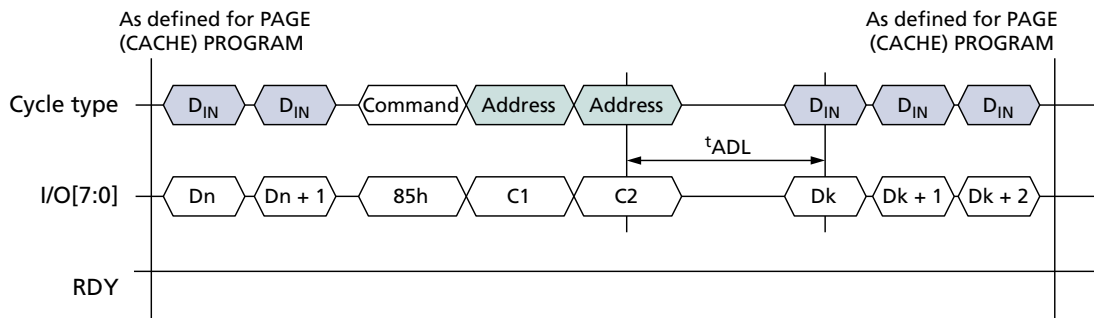 As defined for PAGE
(CACHE) PROGRAM
As defined for PAGE
(CACHE) PROGRAM
Cycle type
DIN
DIN
Command
Address
Address
DIN
DIN
DIN
tADL
I/O[7:0]
Dn
Dn + 1
85h
C1
C2
Dk
Dk + 1
Dk + 2
RDY